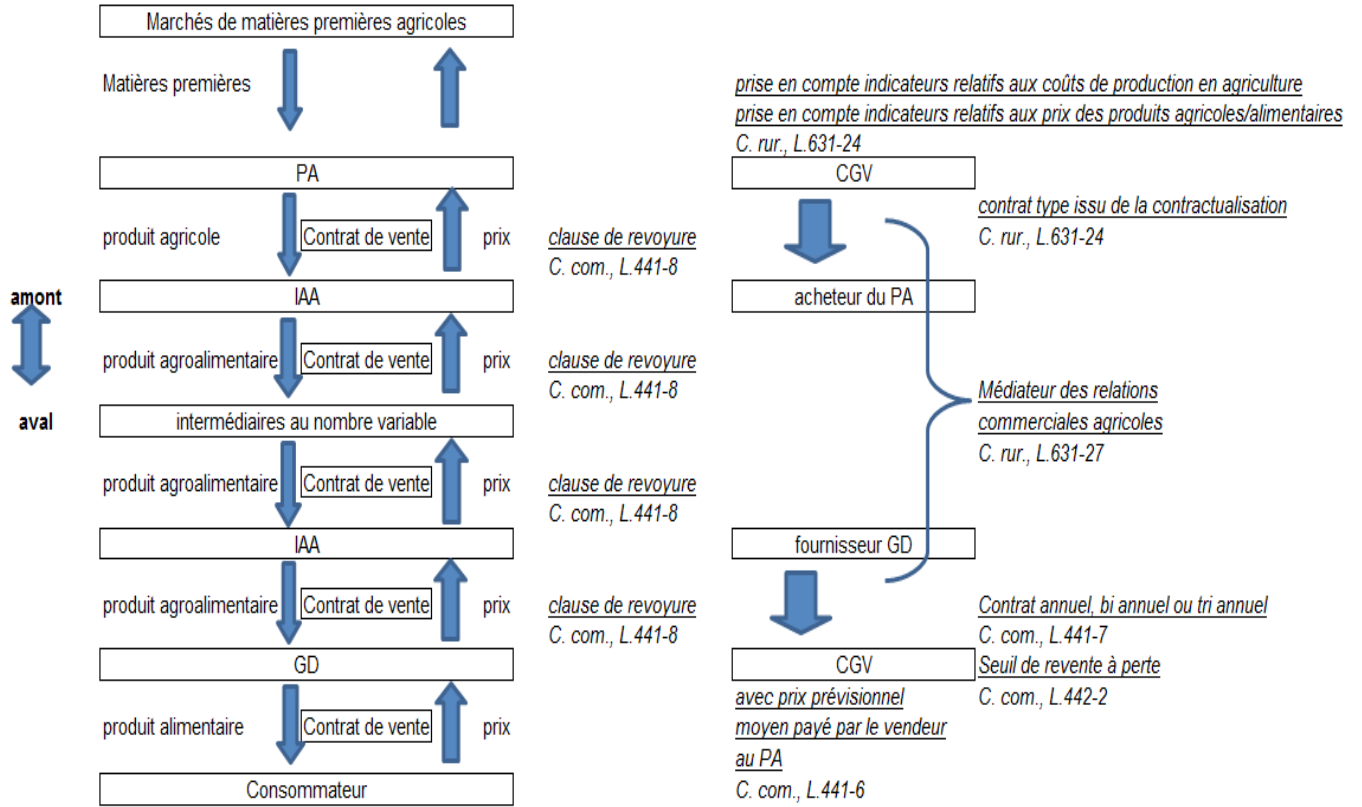 Marchés de matières premières agricoles
Matières premières
prise en compte indicateurs relatifs aux coûts de production en agriculture
prise en compte indicateurs relatifs aux prix des produits agricoles/alimentaires
C. rur., L.631-24
PA
CGV
produit agricole
Contrat de vente
prix
clause de revoyure
C. com., L.441-8
contrat type issu de la contractualisation
C. rur., L.631-24
amont
IAA
acheteur du PA
produit agroalimentaire
Contrat de vente
prix
clause de revoyure
C. com., L.441-8
Médiateur des relations
commerciales agricoles
C. rur., L.631-27
aval
intermédiaires au nombre variable
produit agroalimentaire
Contrat de vente
prix
clause de revoyure
C. com., L.441-8
IAA
fournisseur GD
produit agroalimentaire
Contrat de vente
prix
clause de revoyure
C. com., L.441-8
Contrat annuel, bi annuel ou tri annuel
C. com., L.441-7
GD
CGV
Seuil de revente à perte
C. com., L.442-2
avec prix prévisionnel
moyen payé par le vendeur
au PA
C. com., L.441-6
produit alimentaire
Contrat de vente
prix
Consommateur